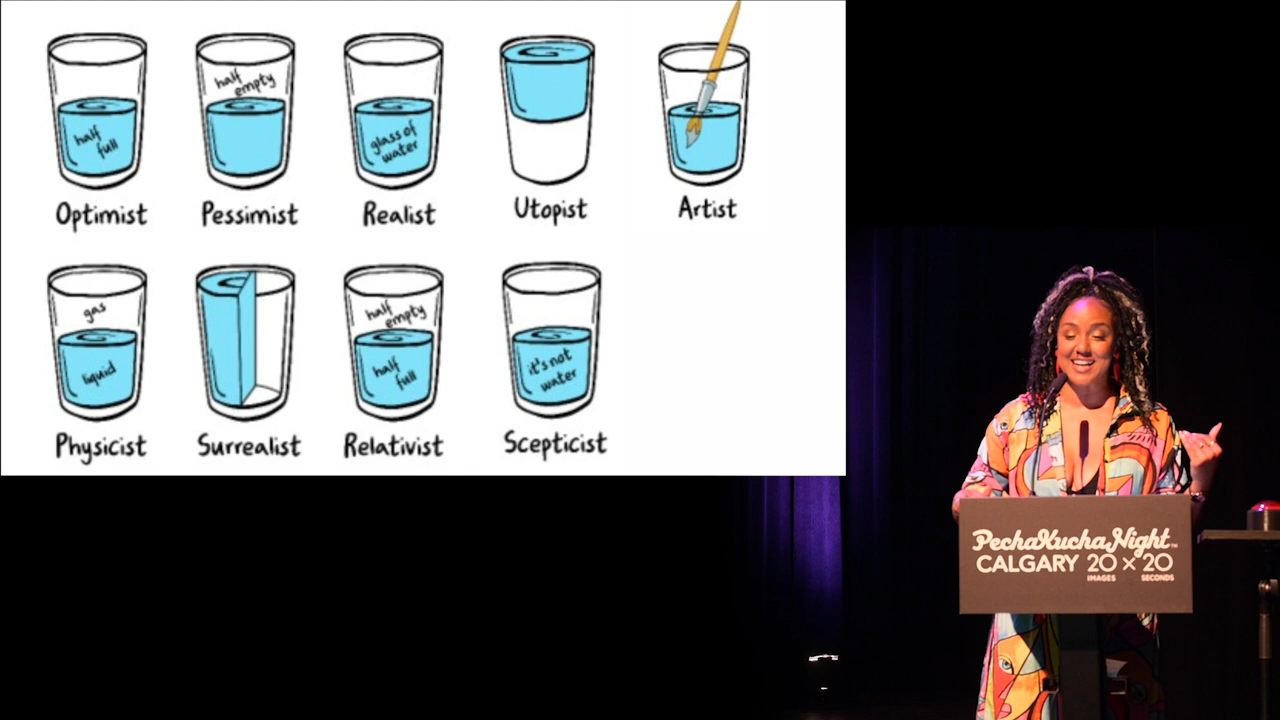 half
full
Optimist
half
empty
Pessimist
glass of
water
Realist
Utopist
Artist
gas
liquid
Physicist
Surrealist
half
empty
half
full
Relativist
it's not
water
Scepticist
PechaKucha Night™
CALGARY 20 × 20
IMAGES SECONDS